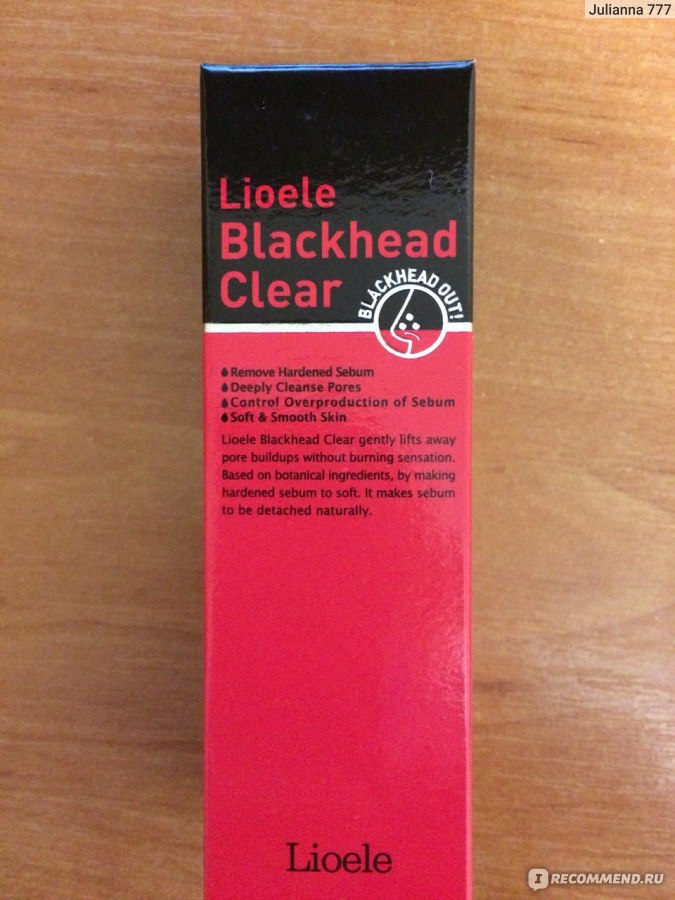 Julianna 777
Lioele
Blackhead
Clear
BLACKHEAD OUT!
Remove Hardened Sebum
Deeply Cleanse Pores
Control Overproduction of Sebum
Soft & Smooth Skin
Lioele Blackhead Clear gently lifts away
pore buildups without burning sensation.
Based on botanical ingredients, by making
hardened sebum to soft. It makes sebum
to be detached naturally.
Lioele
I RECOMMEND.RU